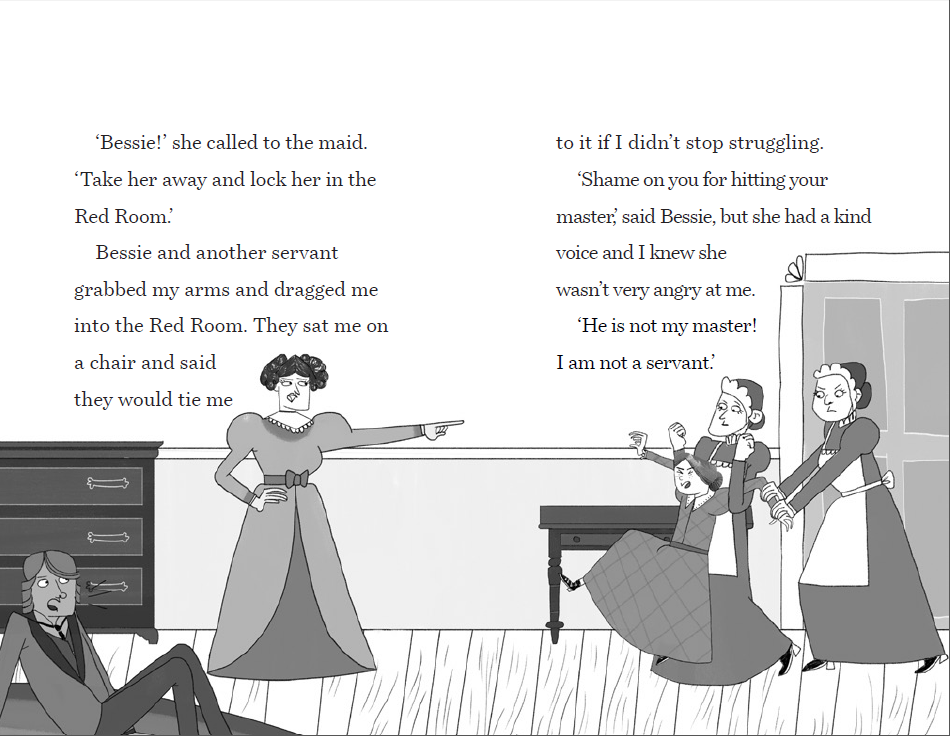 ‘Bessie!’ she called to the maid.
‘Take her away and lock her in the
Red Room.’
Bessie and another servant
grabbed my arms and dragged me
into the Red Room. They sat me on
a chair and said
they would tie me
to it if I didn’t stop struggling.
‘Shame on you for hitting your
master,’ said Bessie, but she had a kind
voice and I knew she
wasn’t very angry at me.
‘He is not my master!
I am not a servant.’